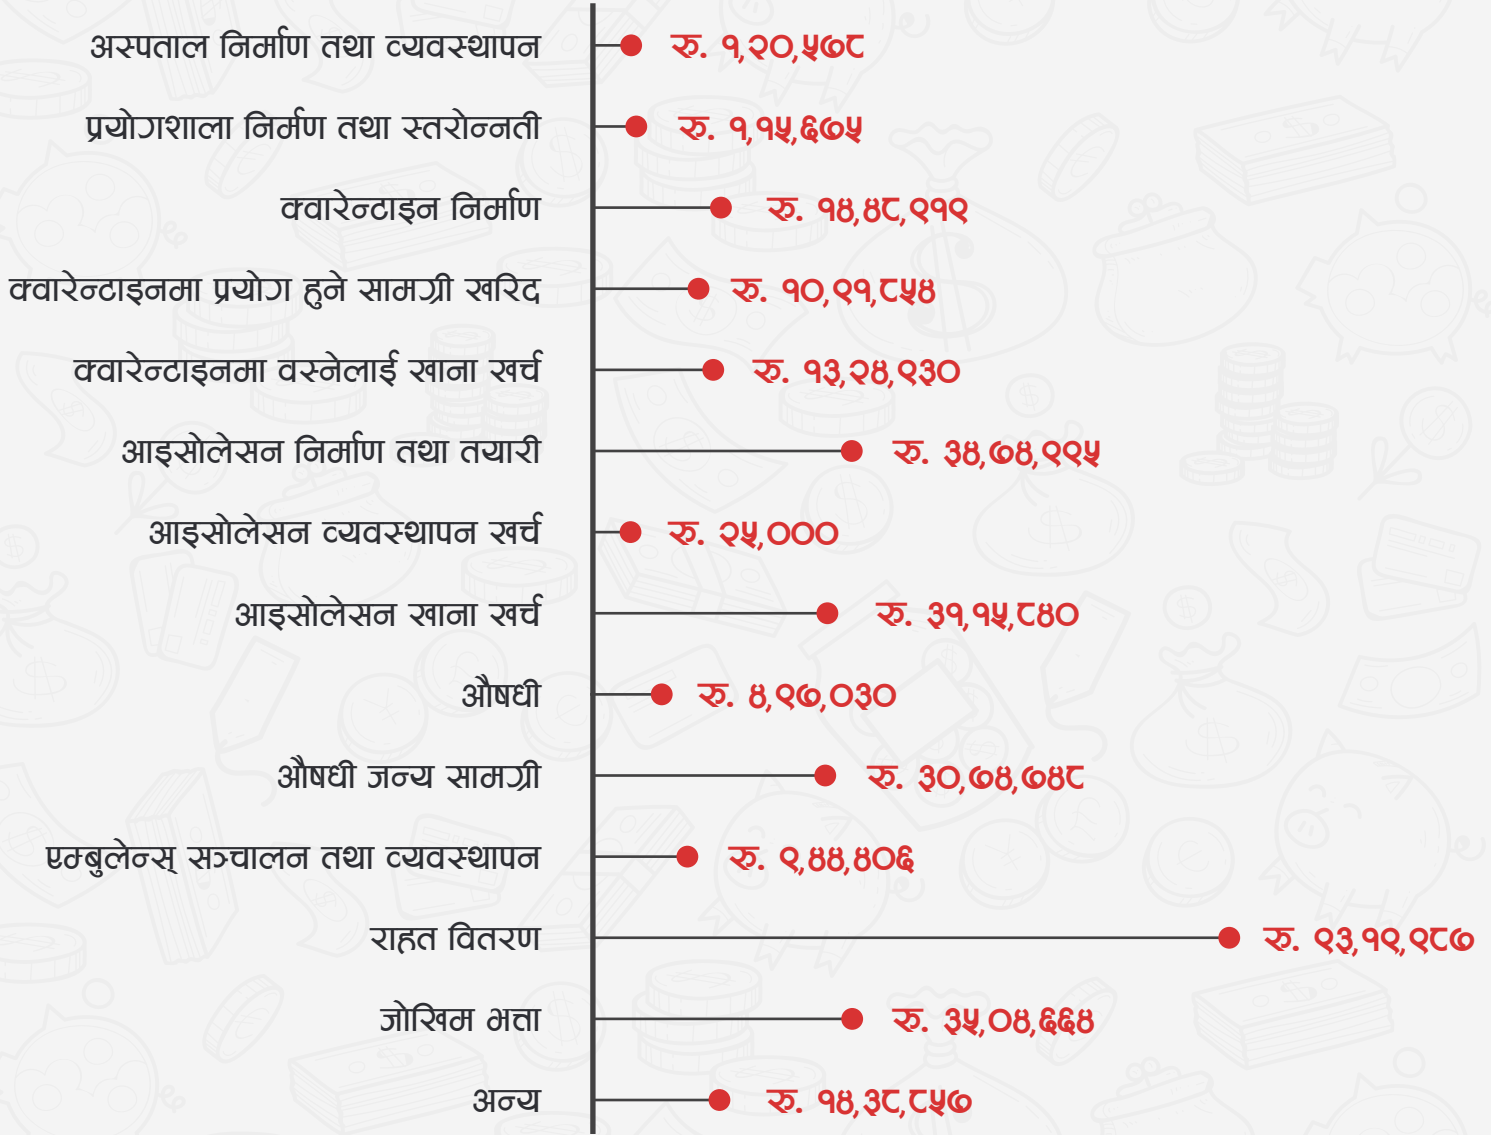 अस्पताल निर्माण तथा व्यवस्थापन रु. १,२०,५७८
प्रयोगशाला निर्मण तथा स्तरोन्नती रु. १,१५,६७५
क्वारेन्टाइन निर्माण रु. १४,४८,९१९
क्वारेन्टाइनमा प्रयोग हुने सामग्री खरिद रु. १०,९१,८५४
क्वारेन्टाइनमा वस्नेलाई खाना खर्च रु. १३,२४,९३०
आइसोलेसन निर्माण तथा तयारी रु. ३४,७४,९९५
आइसोलेसन व्यवस्थापन खर्च रु. २५,०००
आइसोलेसन खाना खर्च रु. ३१,१५,८४०
औषधी रु. ४,९७,०३०
औषधी जन्य सामग्री रु. ३०,७४,७४८
एम्बुलेन्स् सञ्चालन तथा व्यवस्थापन रु. ९,४४,४०६
राहत वितरण रु. ९३,१९,९८७
जोखिम भत्ता रु. ३५,०४,६६४
अन्य रु. १४,३८,८५७